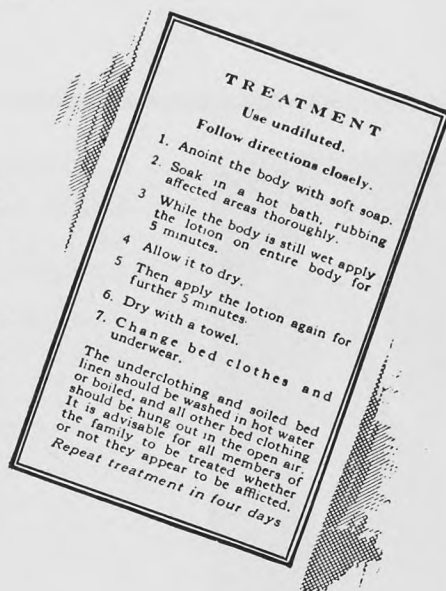 TREATMENT
Use undiluted.
Follow directions closely.
1. Anoint the body with soft soap.
2. Soak in a hot bath, rubbing
affected areas thoroughly.
3 While the body is still wet apply
the lotion on entire body for
5 minutes.
4 Allow it to dry.
5 Then apply the lotion again for
further 5 minutes.
6. Dry with a towel.
7. Change bed clothes and
underwear.
The underclothing and soiled bed
linen should be washed in hot water
or boiled, and all other bed clothing
should be hung out in the open air.
It is advisable for all members of
the family to be treated whether
or not they appear to be afflicted.
Repeat treatment in four days